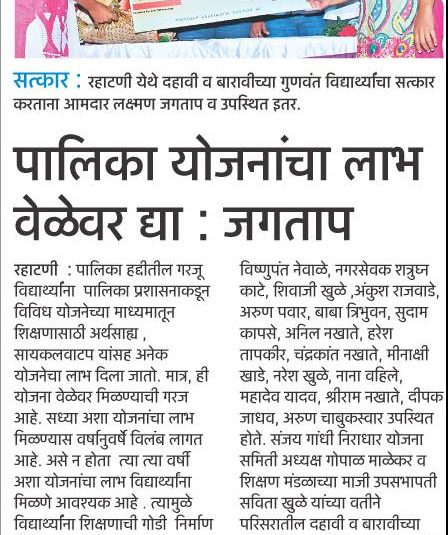 सत्कार : रहाटणी येथे दहावी व बारावीच्या गुणवंत विद्यार्थ्यांचा सत्कार
करताना आमदार लक्ष्मण जगताप व उपस्थित इतर.
पालिका योजनांचा लाभ
वेळेवर द्या : जगताप
रहाटणी : पालिका हद्दीतील गरजू
विद्यार्थ्यांना पालिका प्रशासनाकडून
विविध योजनेच्या माध्यमातून
शिक्षणासाठी अर्थसाह्य ,
सायकलवाटप यांसह अनेक
योजनेचा लाभ दिला जातो. मात्र, ही
योजना वेळेवर मिळण्याची गरज
आहे. सध्या अशा योजनांचा लाभ
मिळण्यास वर्षानुवर्षे विलंब लागत
आहे. असे न होता त्या त्या वर्षी
अशा योजनांचा लाभ विद्यार्थ्यांना
मिळणे आवश्यक आहे . त्यामुळे
विद्यार्थ्यांना शिक्षणाची गोडी निर्माण
विष्णुपंत नेवाळे, नगरसेवक शत्रुघ्न
काटे, शिवाजी खुळे ,अंकुश राजवाडे,
अरुण पवार, बाबा त्रिभुवन, सुदाम
कापसे, अनिल नखाते, हरेश
तापकीर, चंद्रकांत नखाते, मीनाक्षी
खाडे, नरेश खुळे, नाना वहिले,
महादेव यादव, श्रीराम नखाते, दीपक
जाधव, अरुण चाबुकस्वार उपस्थित
होते. संजय गांधी निराधार योजना
समिती अध्यक्ष गोपाळ माळेकर व
शिक्षण मंडळाच्या माजी उपसभापती
सविता खुळे यांच्या वतीने
परिसरातील दहावी व बारावीच्या